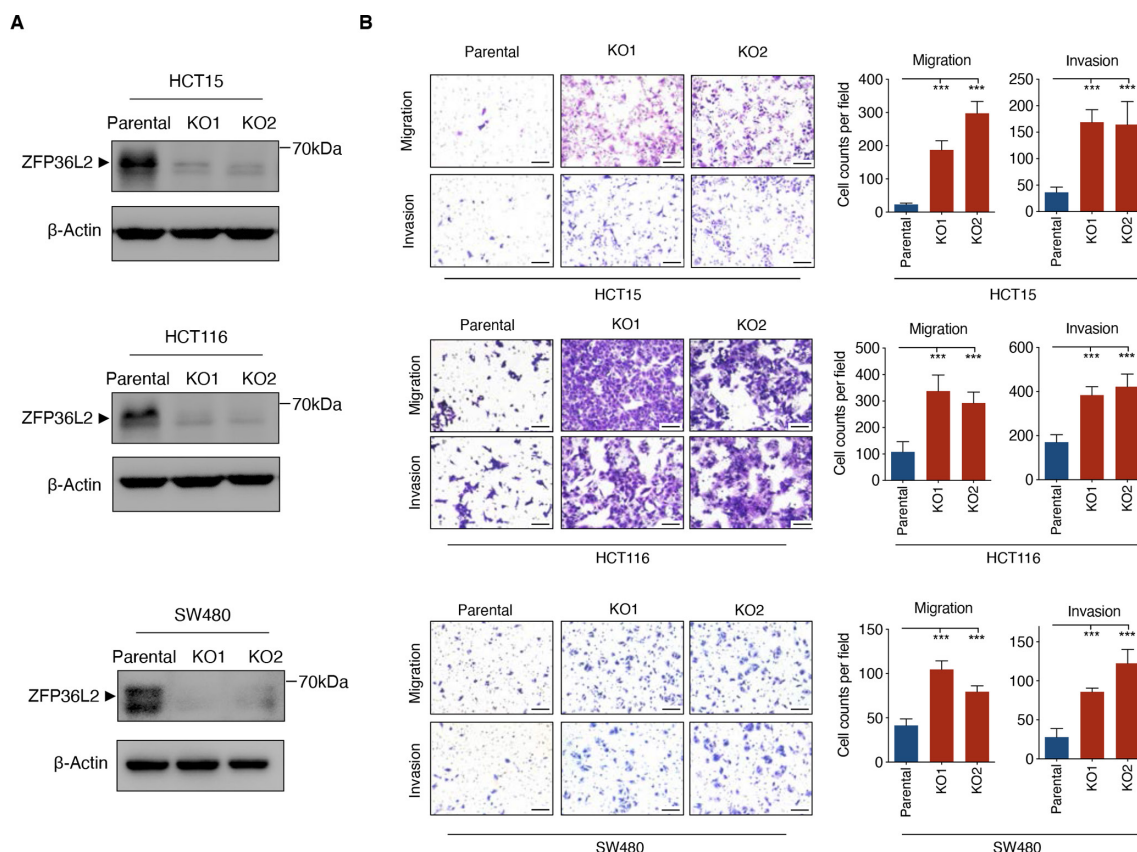 A
HCT15
Parental KO1 KO2
70kDa
ZFP36L2
β-Actin
HCT116
Parental KO1 KO2
70kDa
ZFP36L2
β-Actin
SW480
Parental KO1 KO2
70kDa
ZFP36L2
β-Actin
B
Parental KO1 KO2
Migration
Invasion
HCT15
Migration Invasion
Cell counts per field
400 300 200 100 0
*** ***
Parental KO1 KO2
250 200 150 100 50 0
*** ***
Parental KO1 KO2
HCT15
Parental KO1 KO2
Migration
Invasion
HCT116
Migration Invasion
Cell counts per field
500 400 300 200 100 0
*** ***
Parental KO1 KO2
600 400 200 0
*** ***
Parental KO1 KO2
HCT116
Parental KO1 KO2
Migration
Invasion
SW480
Migration Invasion
Cell counts per field
150 100 50 0
*** ***
Parental KO1 KO2
150 100 50 0
*** ***
Parental KO1 KO2
SW480